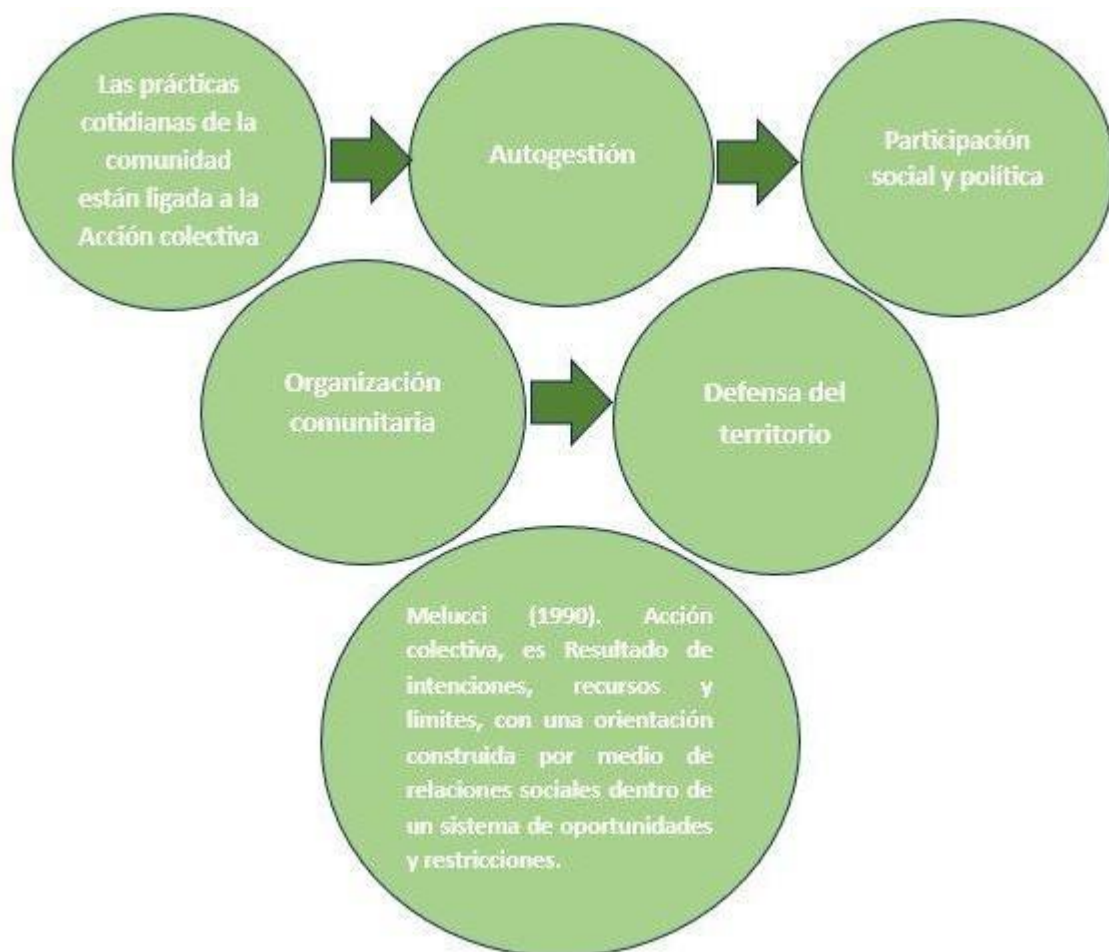 Las prácticas
cotidianas de la
comunidad
están ligada a la
Acción colectiva
Autogestión
Participación
social y política
Organización
comunitaria
Defensa del
territorio
Melucci (1990). Acción
colectiva, es Resultado de
intenciones, recursos y
limites, con una orientación
construida por medio de
relaciones sociales dentro de
un sistema de oportunidades
y restricciones.